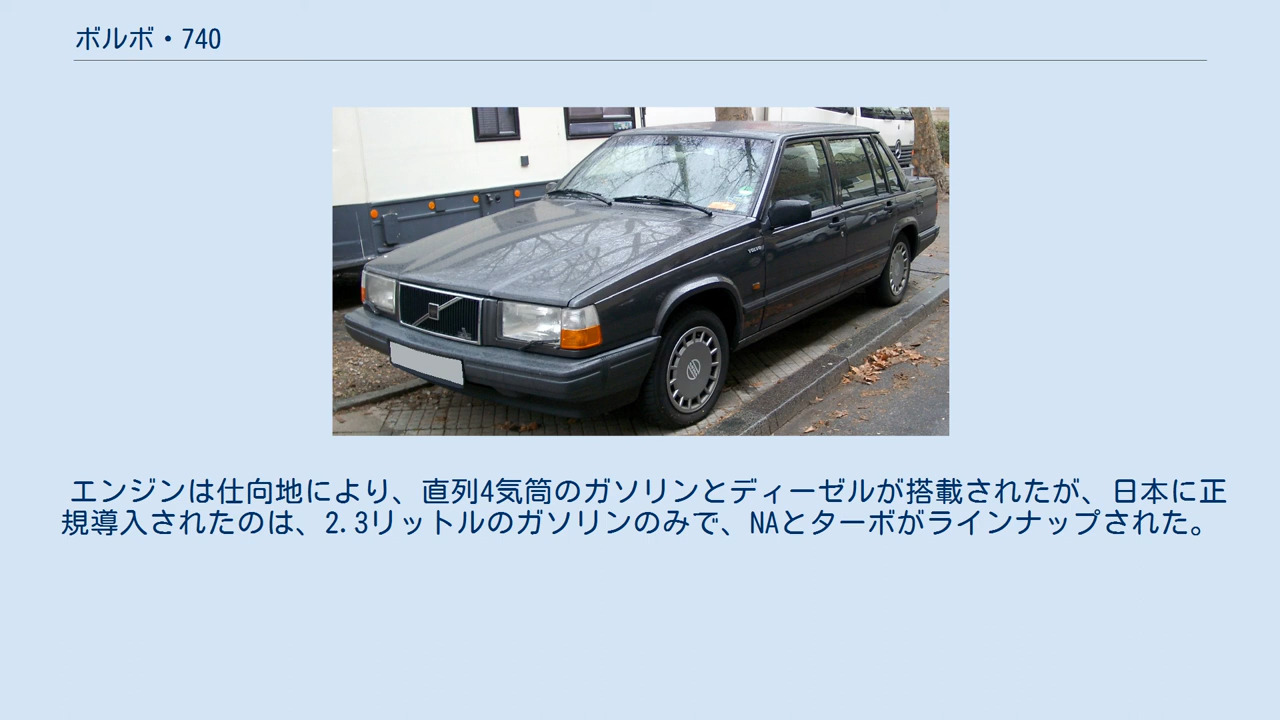 ボルボ・740
エンジンは仕向地により、直列4気筒のガソリンとディーゼルが搭載されたが、日本に正
規導入されたのは、2.3リットルのガソリンのみで、NAとターボがラインナップされた。